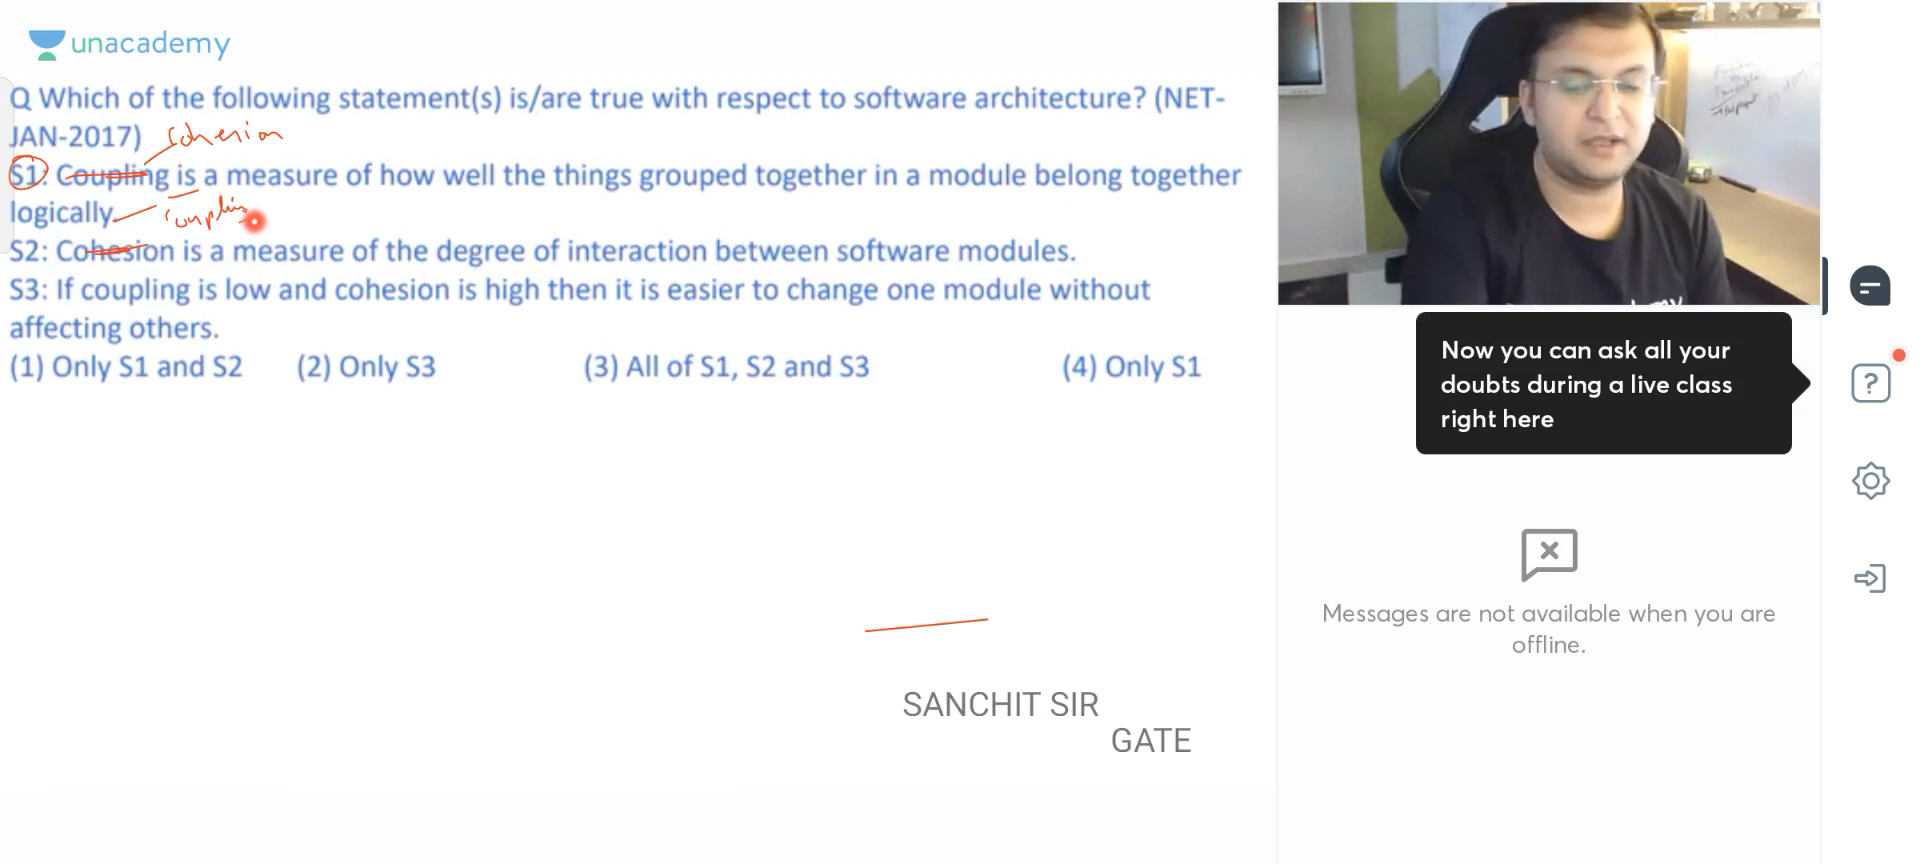 unacademy
Q Which of the following statement(s) is/are true with respect to software architecture? (NET-
JAN-2017)
Cohesion
S1: Coupling is a measure of how well the things grouped together in a module belong together
logically.
Coupling
S2: Cohesion is a measure of the degree of interaction between software modules.
S3: If coupling is low and cohesion is high then it is easier to change one module without
affecting others.
(1) Only S1 and S2 (2) Only S3 (3) All of S1, S2 and S3 (4) Only S1
SANCHIT SIR
GATE
Now you can ask all your
doubts during a live class
right here
?
Messages are not available when you are
offline.